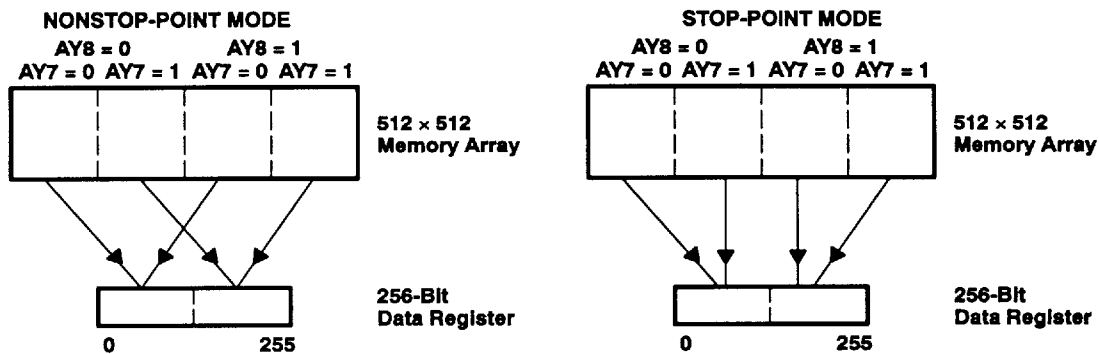 NONSTOP-POINT MODE
AY8 = 0 AY8 = 1
AY7 = 0 AY7 = 1 AY7 = 0 AY7 = 1
512 × 512
Memory Array
256-Bit
Data Register
0 255
STOP-POINT MODE
AY8 = 0 AY8 = 1
AY7 = 0 AY7 = 1 AY7 = 0 AY7 = 1
512 × 512
Memory Array
256-Bit
Data Register
0 255